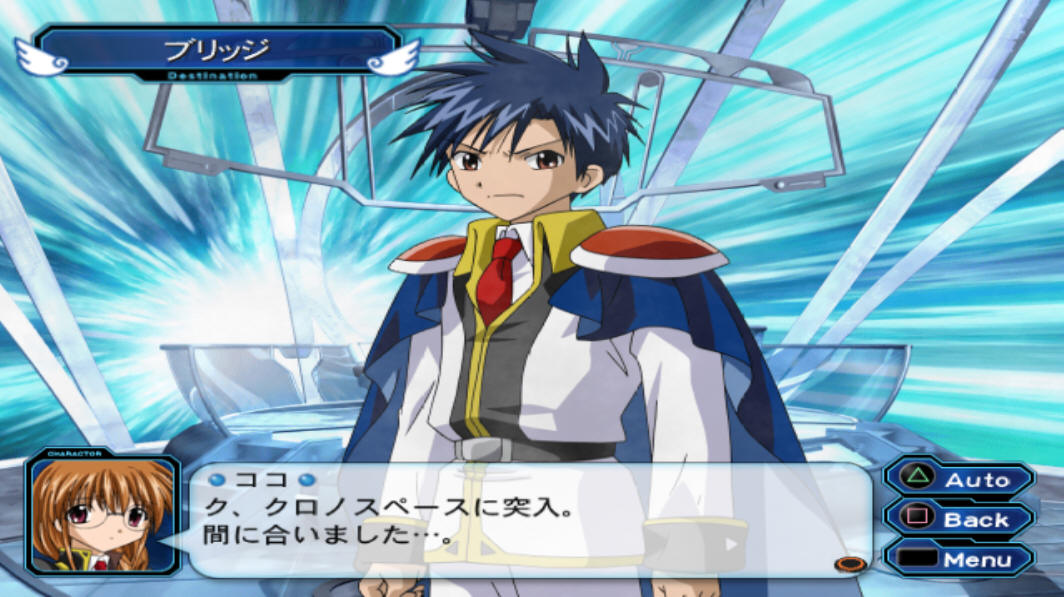 ブリッジ
Destination
CHARACTOR
ココ
ク、クロノスペースに突入。
間に合いました…。
Auto
Back
Menu